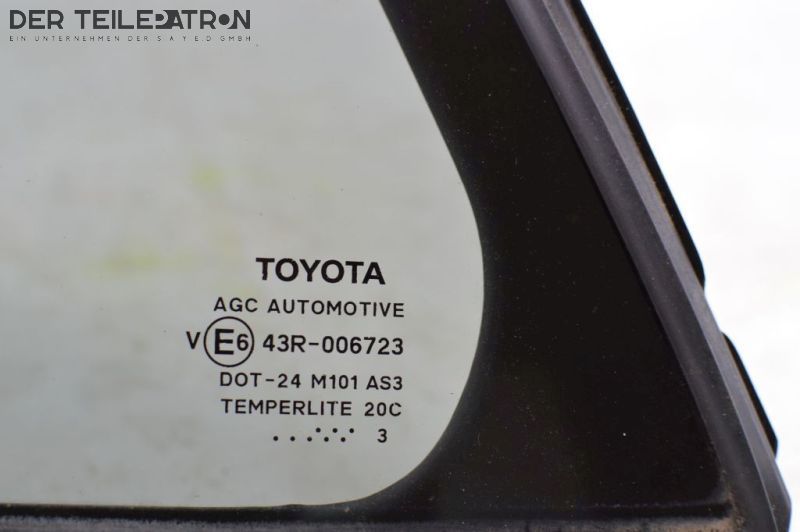 DER TEILEPATRON
EIN UNTERNEHMEN DER S A Y E D GMBH
TOYOTA
AGC AUTOMOTIVE
V E6 43R-006723
DOT-24 M101 AS3
TEMPERLITE 20C
...:∴:.: 3